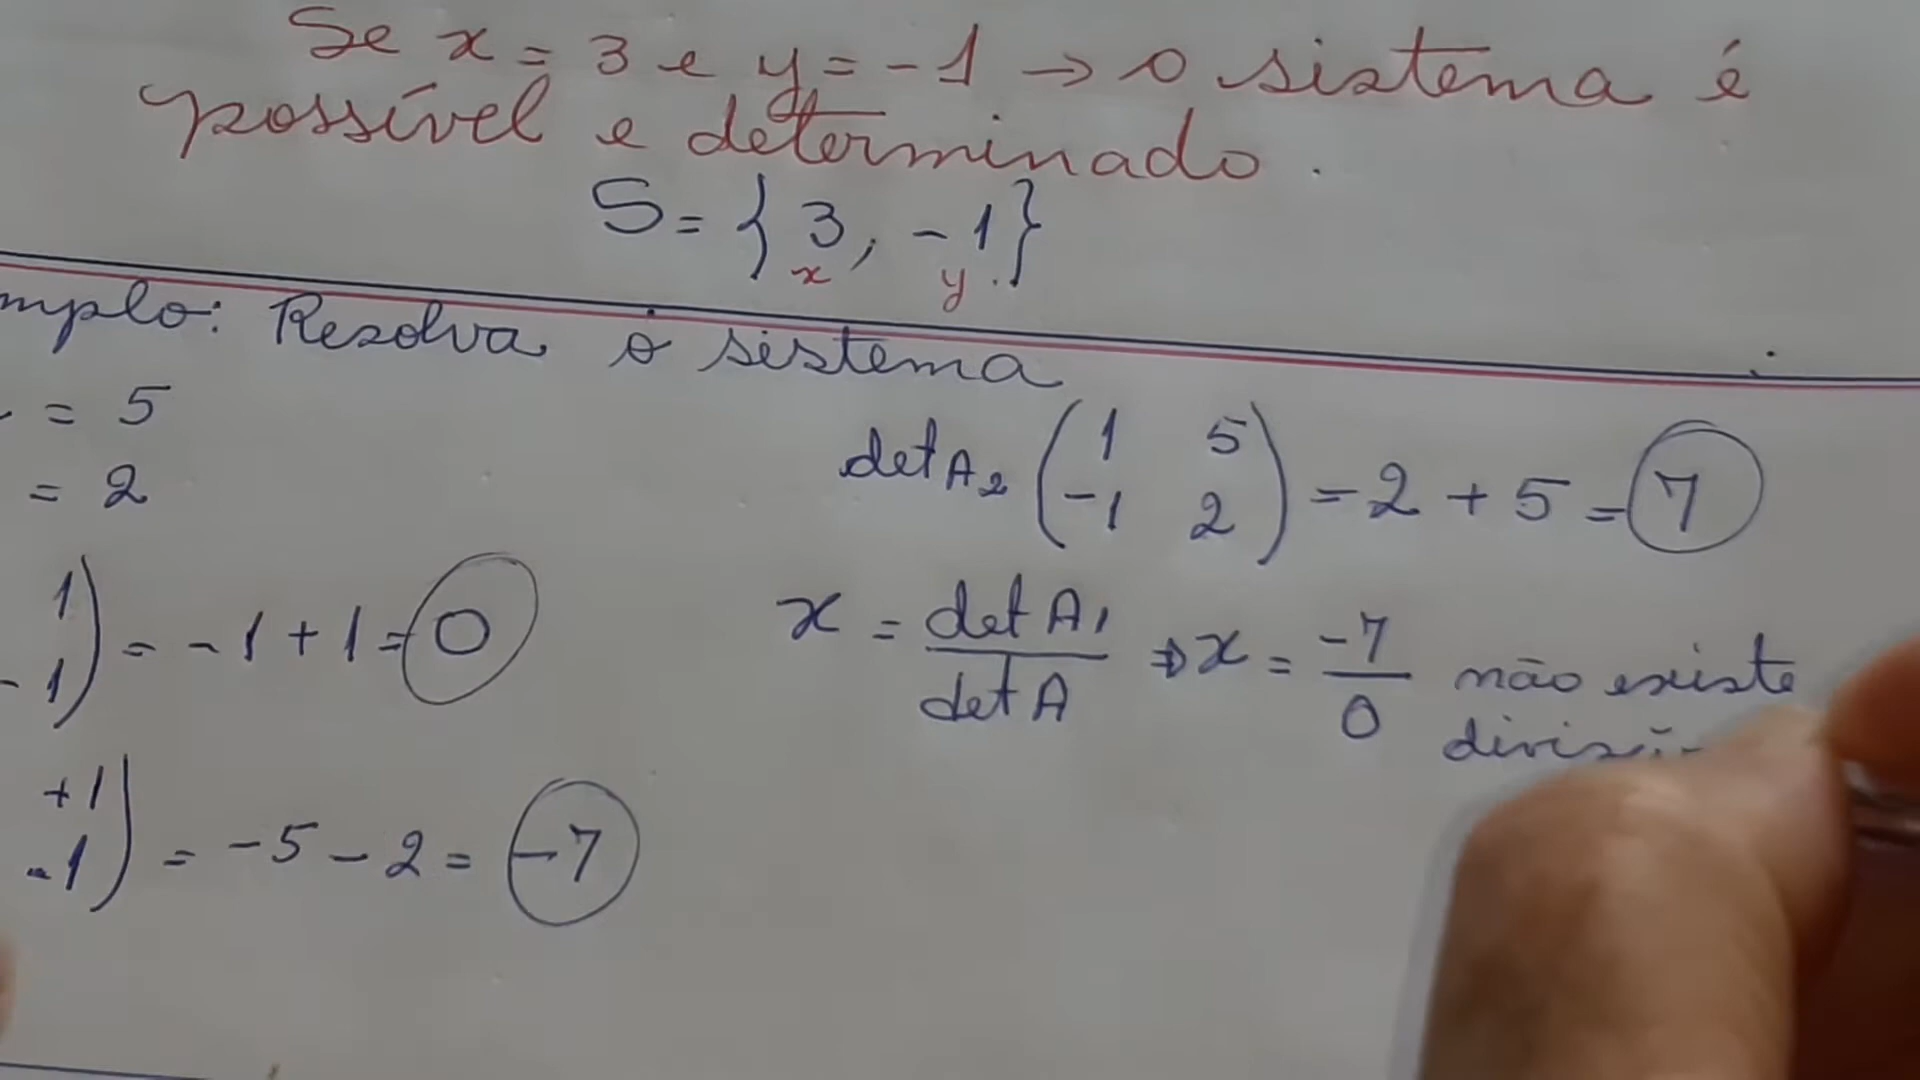 Se x = 3 e y = -1 → o sistema é
possível e determinado.
S = { 3, -1 }
x y
mplo: Resolva o sistema
= 5
= 2
det A₂ ( 1 5
-1 2 ) = 2 + 5 = 7
1
-1 ) = -1 + 1 = 0
x = det A₁ / det A ⇒ x = -7 / 0 não existe
divisã
+1
-1 ) = -5 - 2 = -7